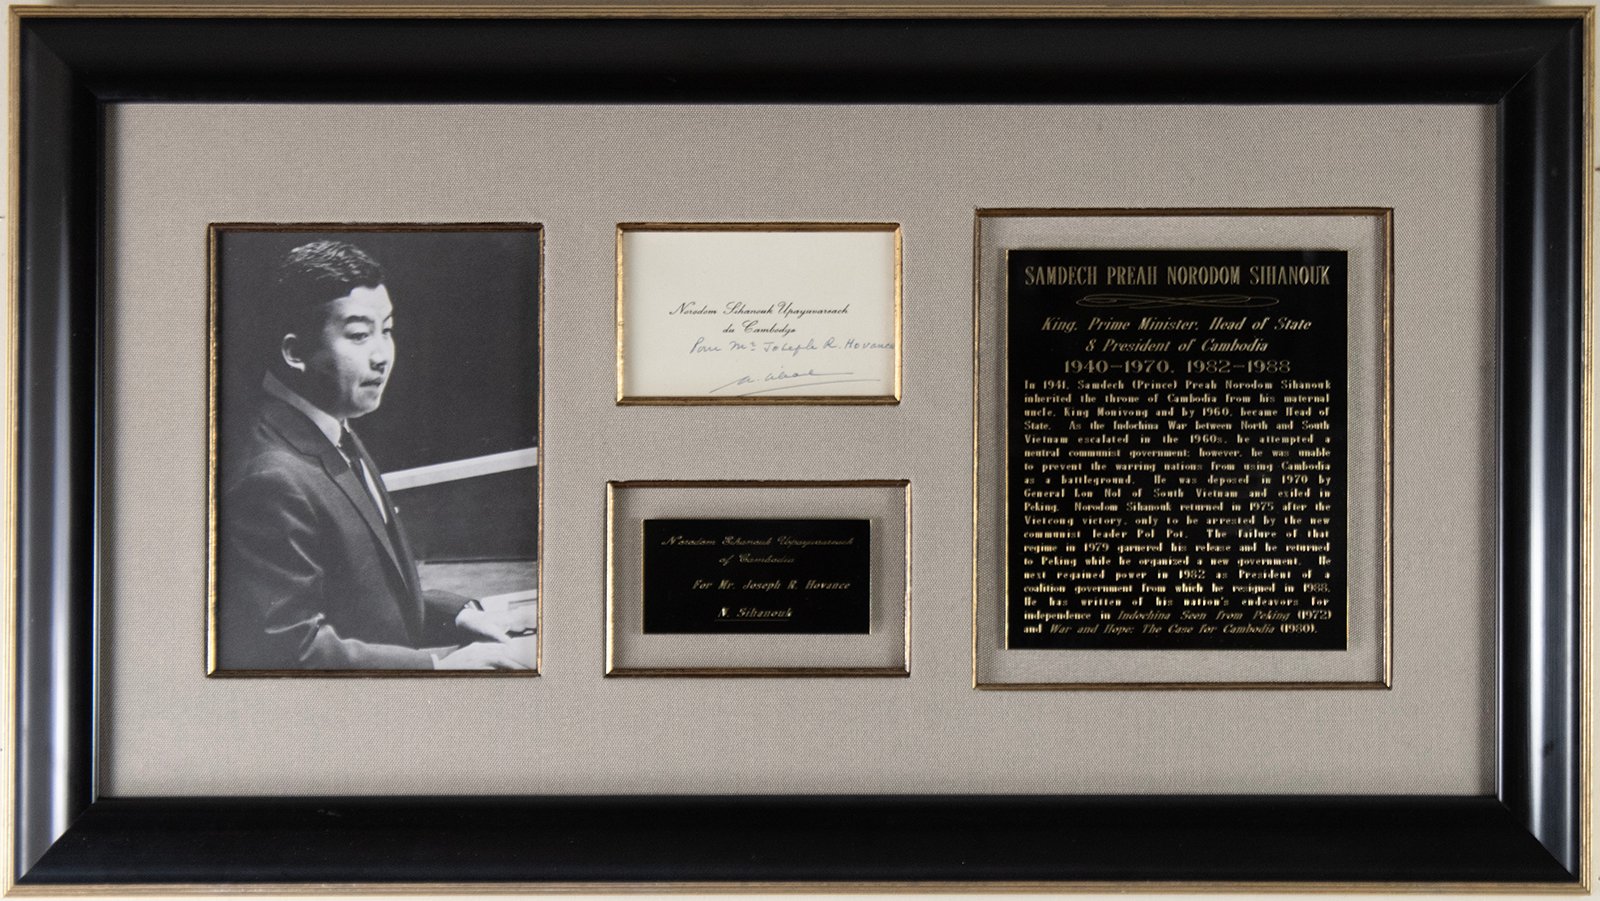 Norodom Sihanouk Upayuvareach
du Cambodge
Pour Mr. Joseph R. Hovance
N. Sihanouk
Norodom Sihanouk Upayuvareach
of Cambodia
For Mr. Joseph R. Hovance
N. Sihanouk
SAMDECH PREAH NORODOM SIHANOUK
King, Prime Minister, Head of State
& President of Cambodia
1940-1970, 1982-1988
In 1941, Samdech (Prince) Preah Norodom Sihanouk
inherited the throne of Cambodia from his maternal
uncle, King Monivong and by 1960, became Head of
State. As the Indochina War between North and South
Vietnam escalated in the 1960s, he attempted a
neutral communist government; however, he was unable
to prevent the warring nations from using Cambodia
as a battleground. He was deposed in 1970 by
General Lon Nol of South Vietnam and exiled in
Peking. Norodom Sihanouk returned in 1975 after the
Vietcong victory, only to be arrested by the new
communist leader Pol Pot. The failure of that
regime in 1979 garnered his release and he returned
to Peking while he organized a new government. He
next regained power in 1982 as President of a
coalition government from which he resigned in 1988.
He has written of his nation's endeavors for
independence in Indochina Seen from Peking (1972)
and War and Hope: The Case for Cambodia (1980).